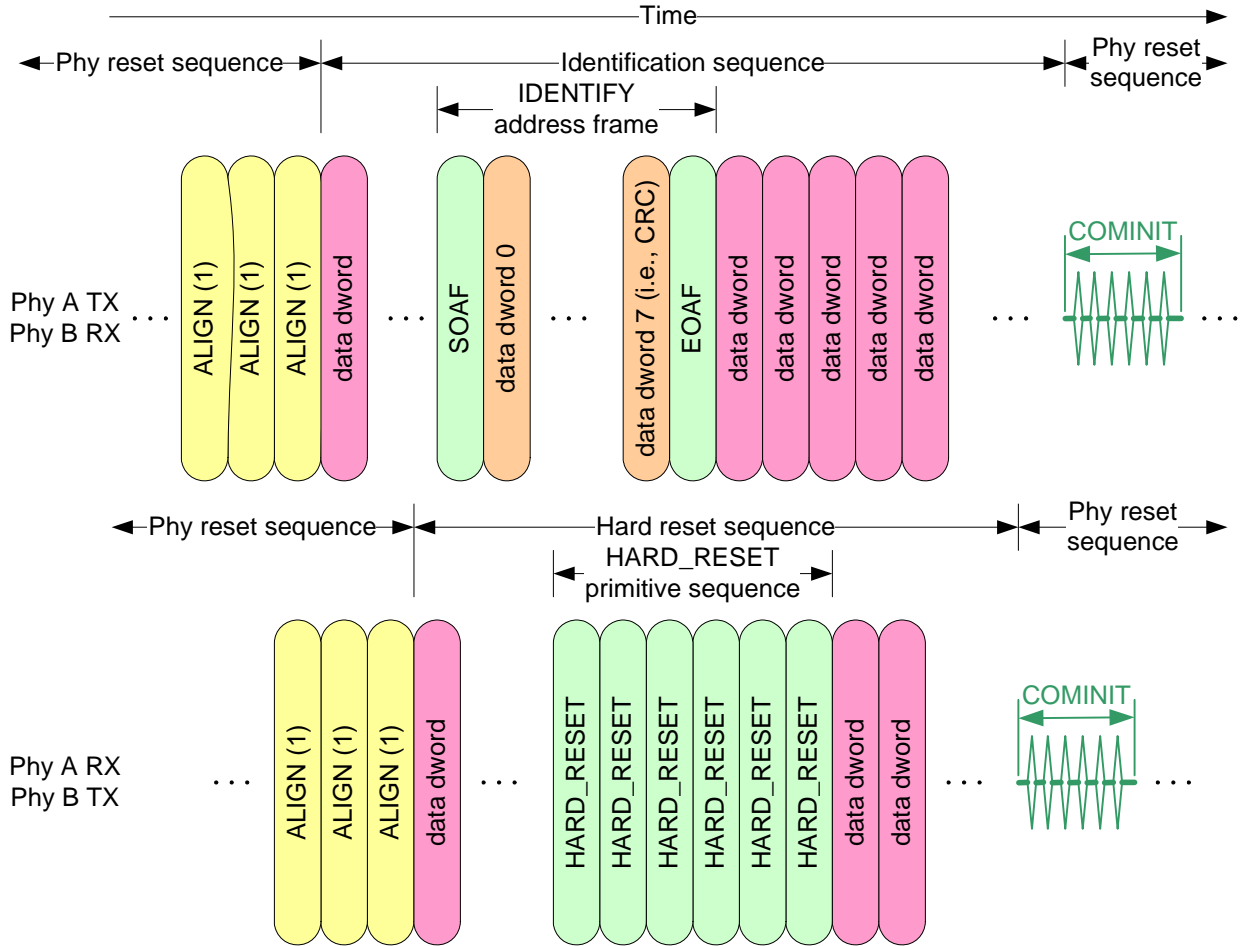 Time
Phy reset sequence
Identification sequence
Phy reset
sequence
IDENTIFY
address frame
Phy A TX
Phy B RX
. . .
ALIGN (1)
ALIGN (1)
ALIGN (1)
data dword
. . .
SOAF
data dword 0
. . .
data dword 7 (i.e., CRC)
EOAF
data dword
data dword
data dword
data dword
data dword
. . .
COMINIT
. . .
Phy reset sequence
Hard reset sequence
Phy reset
sequence
HARD_RESET
primitive sequence
Phy A RX
Phy B TX
. . .
ALIGN (1)
ALIGN (1)
ALIGN (1)
data dword
. . .
HARD_RESET
HARD_RESET
HARD_RESET
HARD_RESET
HARD_RESET
HARD_RESET
data dword
data dword
. . .
COMINIT
. . .